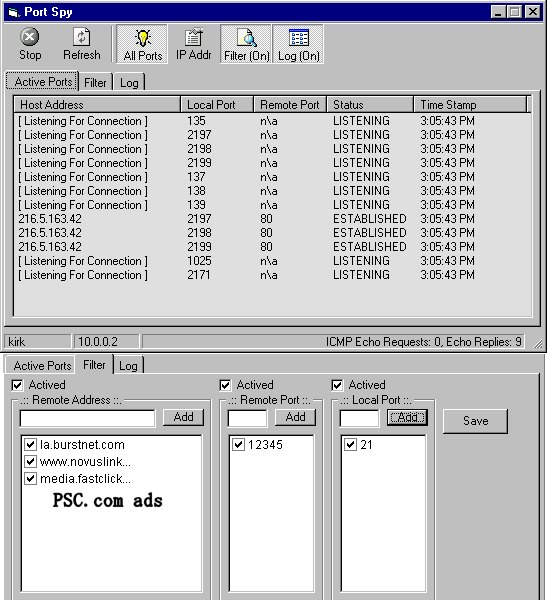 Port Spy
Stop Refresh All Ports IP Addr Filter (On) Log (On)
Active Ports Filter Log
Host Address Local Port Remote Port Status Time Stamp
[ Listening For Connection ] 135 n\a LISTENING 3:05:43 PM
[ Listening For Connection ] 2197 n\a LISTENING 3:05:43 PM
[ Listening For Connection ] 2198 n\a LISTENING 3:05:43 PM
[ Listening For Connection ] 2199 n\a LISTENING 3:05:43 PM
[ Listening For Connection ] 137 n\a LISTENING 3:05:43 PM
[ Listening For Connection ] 138 n\a LISTENING 3:05:43 PM
[ Listening For Connection ] 139 n\a LISTENING 3:05:43 PM
216.5.163.42 2197 80 ESTABLISHED 3:05:43 PM
216.5.163.42 2198 80 ESTABLISHED 3:05:43 PM
216.5.163.42 2199 80 ESTABLISHED 3:05:43 PM
[ Listening For Connection ] 1025 n\a LISTENING 3:05:43 PM
[ Listening For Connection ] 2171 n\a LISTENING 3:05:43 PM
kirk 10.0.0.2 ICMP Echo Requests: 0, Echo Replies: 9
Active Ports Filter Log
Actived Actived Actived
.:: Remote Address ::. .:: Remote Port ::. .:: Local Port ::.
Add Add Add Save
la.burstnet.com 12345 21
www.novuslink...
media.fastclick...
PSC.com ads